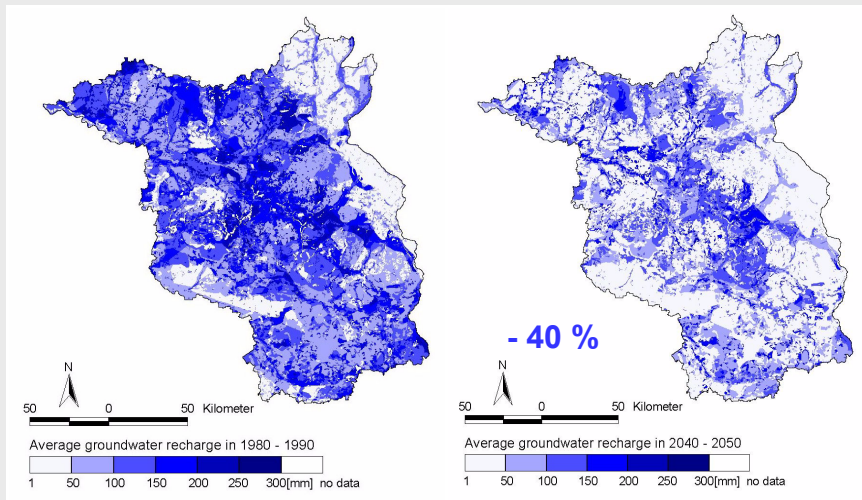 N
50 0 50 Kilometer
Average groundwater recharge in 1980 - 1990
1 50 100 150 200 250 300[mm] no data
- 40 %
N
50 0 50 Kilometer
Average groundwater recharge in 2040 - 2050
1 50 100 150 200 250 300[mm] no data